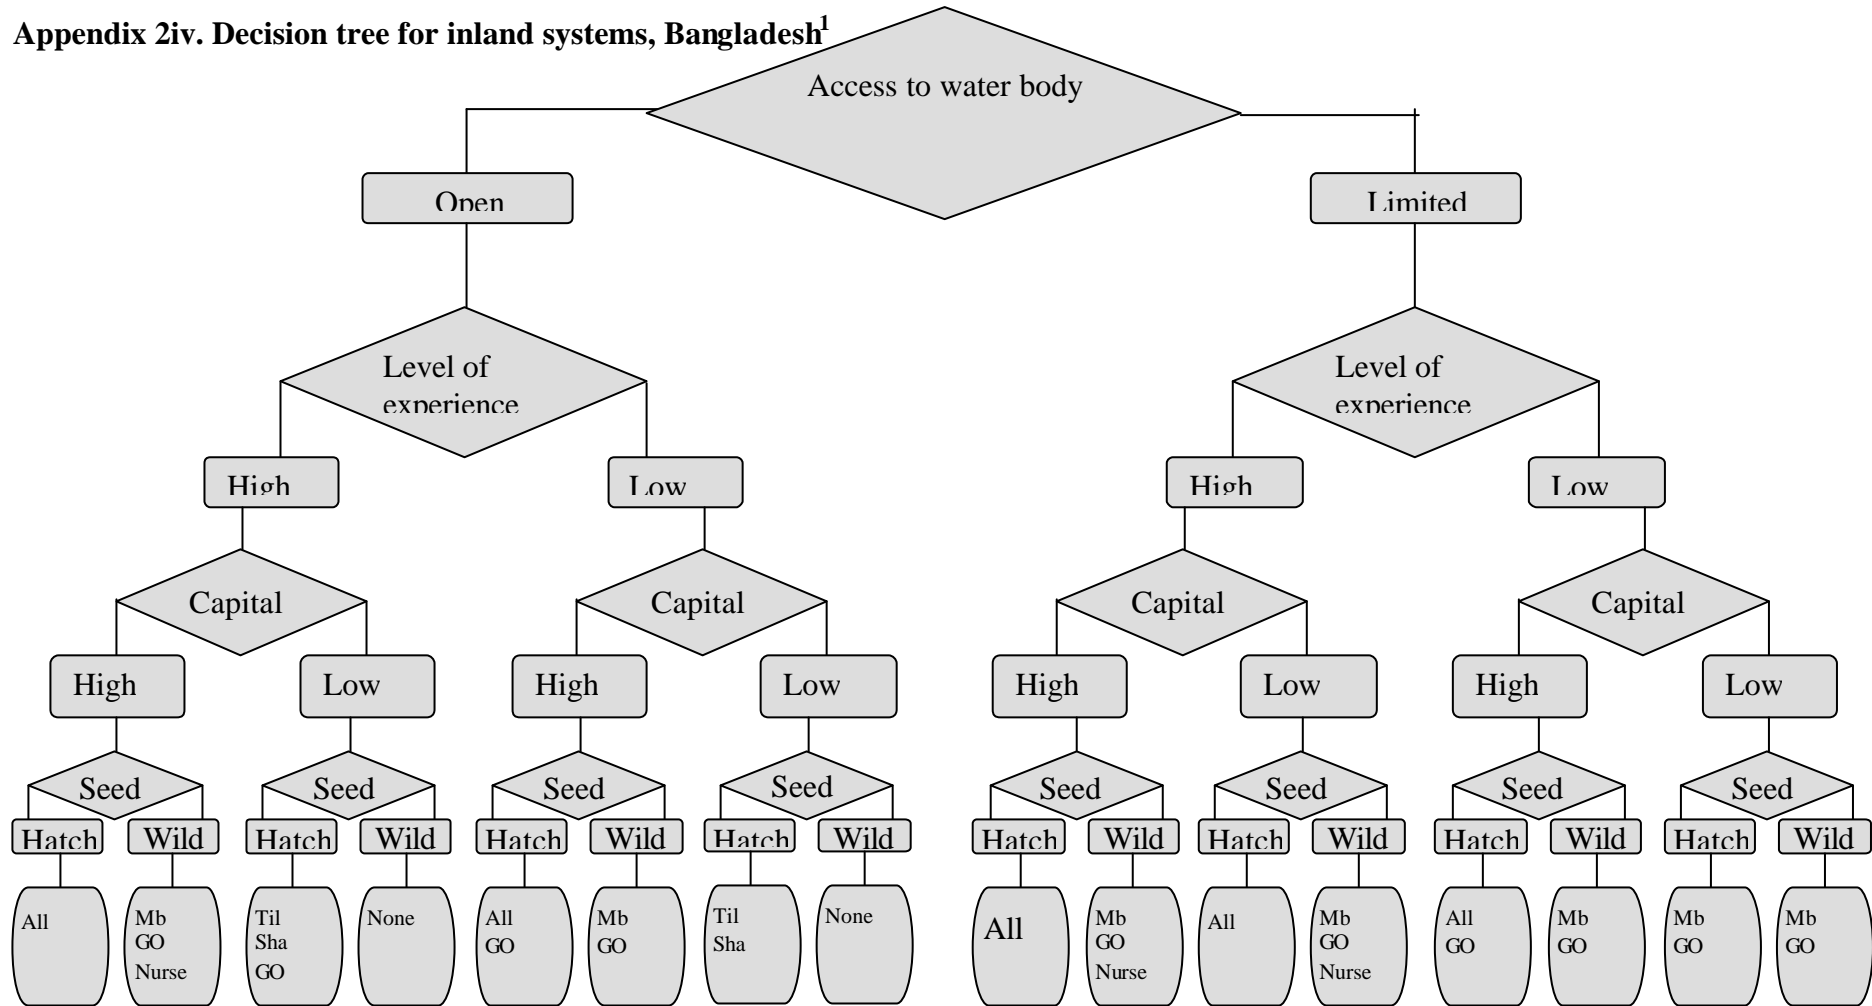 Appendix 2iv. Decision tree for inland systems, Bangladesh1
Access to water body
Open
Limited
Level of
experience
Level of
experience
High
Low
High
Low
Capital
Capital
Capital
Capital
High
Low
High
Low
High
Low
High
Low
Seed
Seed
Seed
Seed
Seed
Seed
Seed
Seed
Hatch
Wild
Hatch
Wild
Hatch
Wild
Hatch
Wild
Hatch
Wild
Hatch
Wild
Hatch
Wild
Hatch
Wild
All
Mb
GO
Nurse
Til
Sha
GO
None
All
GO
Mb
GO
Til
Sha
None
All
Mb
GO
Nurse
All
Mb
GO
Nurse
All
GO
Mb
GO
Mb
GO
Mb
GO